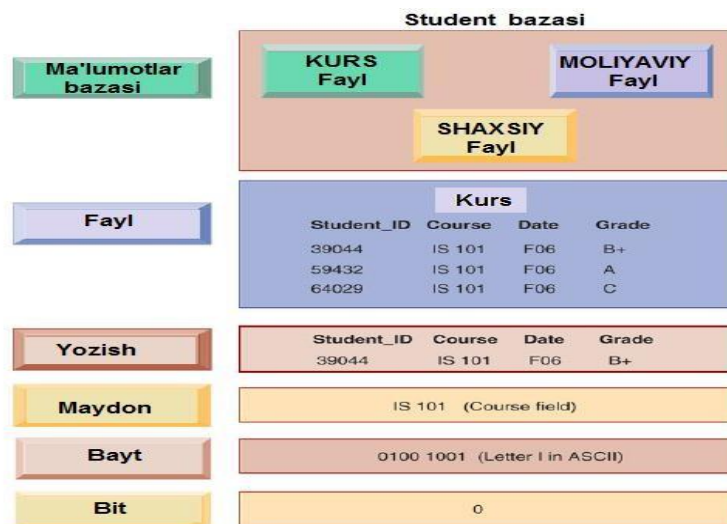 Student bazasi
Ma'lumotlar
bazasi
KURS
Fayl
MOLIYAVIY
Fayl
SHAXSIY
Fayl
Fayl
Kurs
Student_ID Course Date Grade
39044 IS 101 F06 B+
59432 IS 101 F06 A
64029 IS 101 F06 C
Yozish
Student_ID Course Date Grade
39044 IS 101 F06 B+
Maydon
IS 101 (Course field)
Bayt
0100 1001 (Letter I in ASCII)
Bit
0